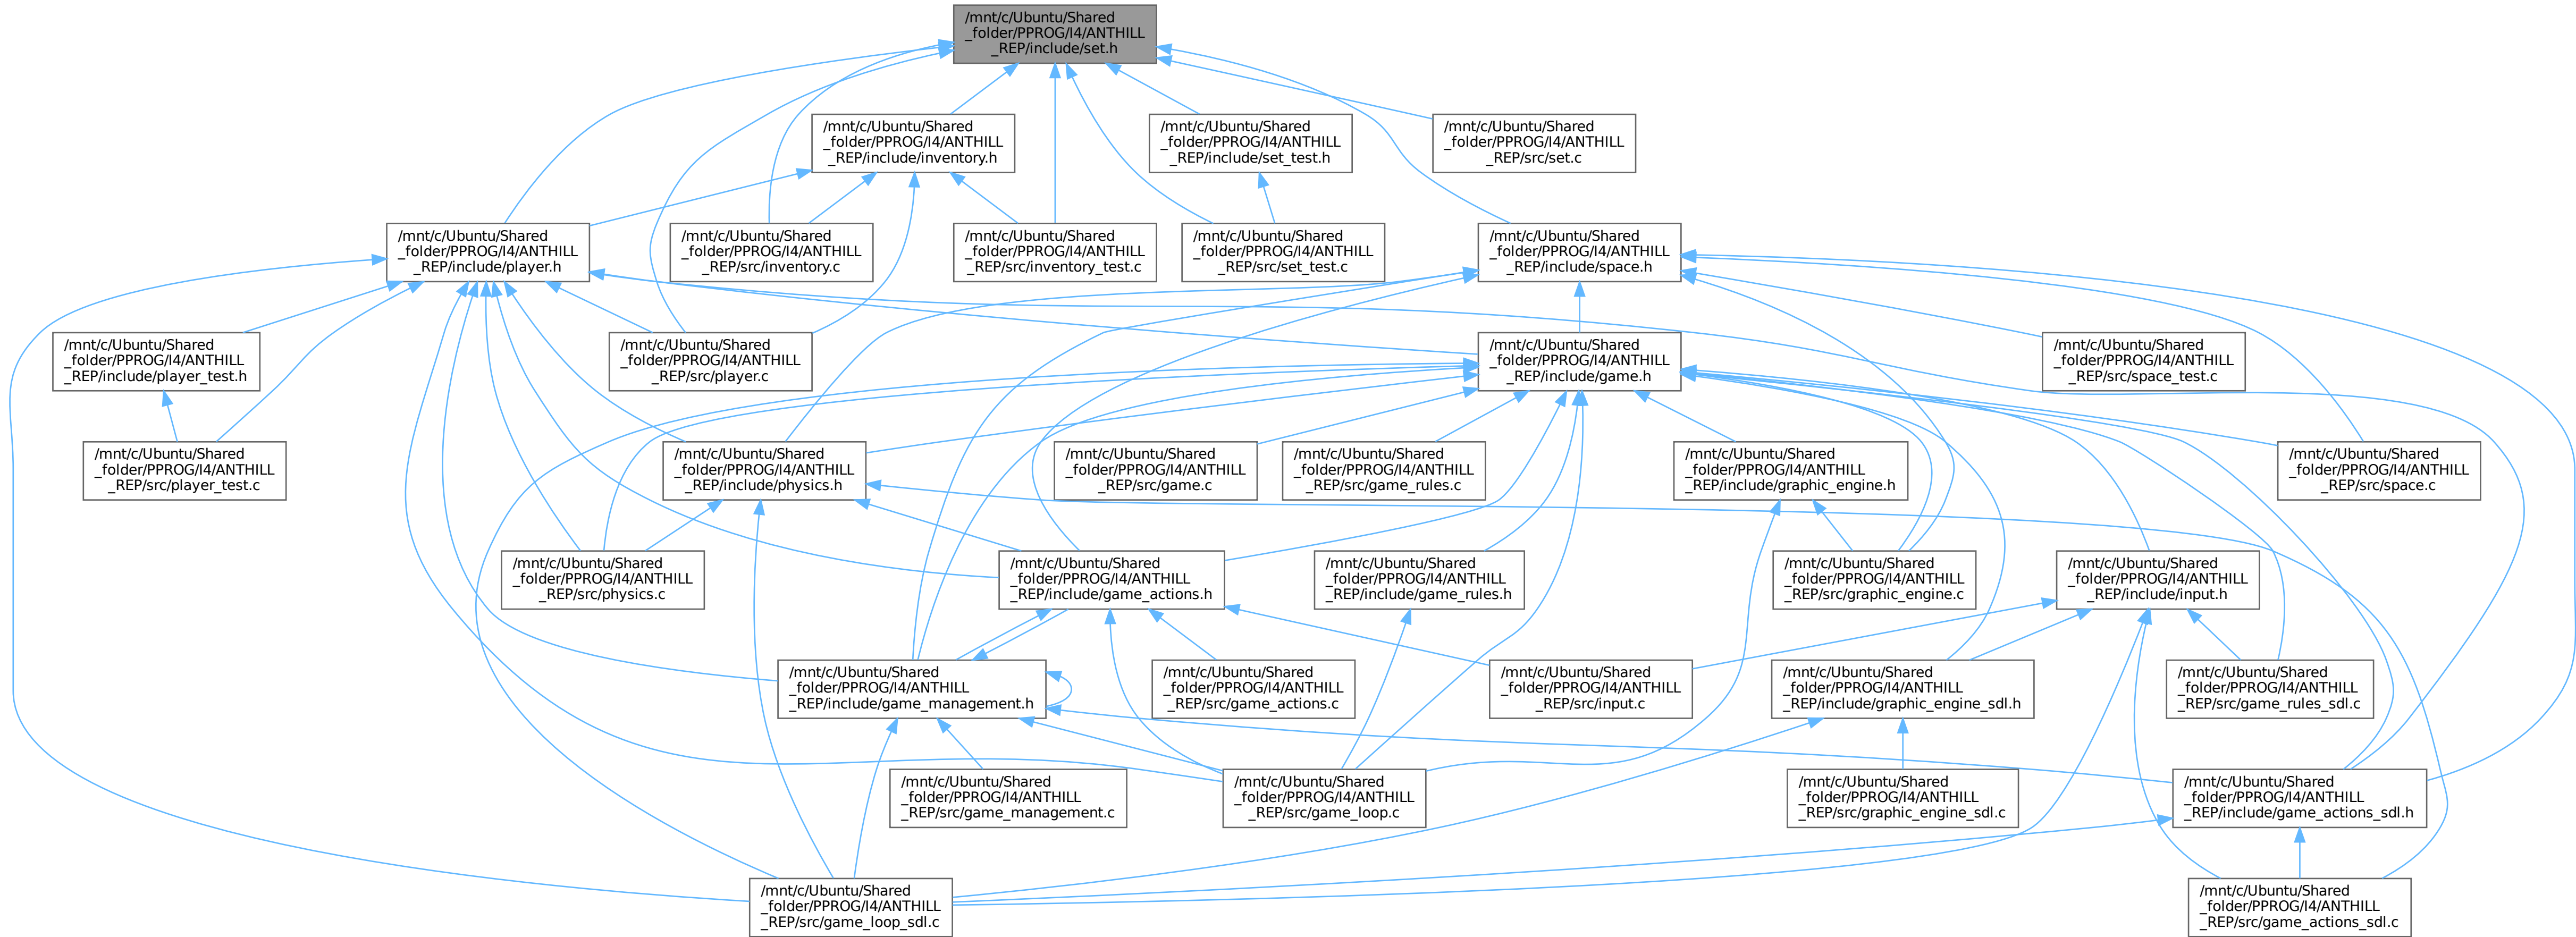 /mnt/c/Ubuntu/Shared
_folder/PPROG/I4/ANTHILL
_REP/include/set.h
/mnt/c/Ubuntu/Shared
_folder/PPROG/I4/ANTHILL
_REP/include/inventory.h
/mnt/c/Ubuntu/Shared
_folder/PPROG/I4/ANTHILL
_REP/include/set_test.h
/mnt/c/Ubuntu/Shared
_folder/PPROG/I4/ANTHILL
_REP/src/set.c
/mnt/c/Ubuntu/Shared
_folder/PPROG/I4/ANTHILL
_REP/include/player.h
/mnt/c/Ubuntu/Shared
_folder/PPROG/I4/ANTHILL
_REP/src/inventory.c
/mnt/c/Ubuntu/Shared
_folder/PPROG/I4/ANTHILL
_REP/src/inventory_test.c
/mnt/c/Ubuntu/Shared
_folder/PPROG/I4/ANTHILL
_REP/src/set_test.c
/mnt/c/Ubuntu/Shared
_folder/PPROG/I4/ANTHILL
_REP/include/space.h
/mnt/c/Ubuntu/Shared
_folder/PPROG/I4/ANTHILL
_REP/include/player_test.h
/mnt/c/Ubuntu/Shared
_folder/PPROG/I4/ANTHILL
_REP/src/player.c
/mnt/c/Ubuntu/Shared
_folder/PPROG/I4/ANTHILL
_REP/include/game.h
/mnt/c/Ubuntu/Shared
_folder/PPROG/I4/ANTHILL
_REP/src/space_test.c
/mnt/c/Ubuntu/Shared
_folder/PPROG/I4/ANTHILL
_REP/src/player_test.c
/mnt/c/Ubuntu/Shared
_folder/PPROG/I4/ANTHILL
_REP/include/physics.h
/mnt/c/Ubuntu/Shared
_folder/PPROG/I4/ANTHILL
_REP/src/game.c
/mnt/c/Ubuntu/Shared
_folder/PPROG/I4/ANTHILL
_REP/src/game_rules.c
/mnt/c/Ubuntu/Shared
_folder/PPROG/I4/ANTHILL
_REP/include/graphic_engine.h
/mnt/c/Ubuntu/Shared
_folder/PPROG/I4/ANTHILL
_REP/src/space.c
/mnt/c/Ubuntu/Shared
_folder/PPROG/I4/ANTHILL
_REP/src/physics.c
/mnt/c/Ubuntu/Shared
_folder/PPROG/I4/ANTHILL
_REP/include/game_actions.h
/mnt/c/Ubuntu/Shared
_folder/PPROG/I4/ANTHILL
_REP/include/game_rules.h
/mnt/c/Ubuntu/Shared
_folder/PPROG/I4/ANTHILL
_REP/src/graphic_engine.c
/mnt/c/Ubuntu/Shared
_folder/PPROG/I4/ANTHILL
_REP/include/input.h
/mnt/c/Ubuntu/Shared
_folder/PPROG/I4/ANTHILL
_REP/include/game_management.h
/mnt/c/Ubuntu/Shared
_folder/PPROG/I4/ANTHILL
_REP/src/game_actions.c
/mnt/c/Ubuntu/Shared
_folder/PPROG/I4/ANTHILL
_REP/src/input.c
/mnt/c/Ubuntu/Shared
_folder/PPROG/I4/ANTHILL
_REP/include/graphic_engine_sdl.h
/mnt/c/Ubuntu/Shared
_folder/PPROG/I4/ANTHILL
_REP/src/game_rules_sdl.c
/mnt/c/Ubuntu/Shared
_folder/PPROG/I4/ANTHILL
_REP/src/game_management.c
/mnt/c/Ubuntu/Shared
_folder/PPROG/I4/ANTHILL
_REP/src/game_loop.c
/mnt/c/Ubuntu/Shared
_folder/PPROG/I4/ANTHILL
_REP/src/graphic_engine_sdl.c
/mnt/c/Ubuntu/Shared
_folder/PPROG/I4/ANTHILL
_REP/include/game_actions_sdl.h
/mnt/c/Ubuntu/Shared
_folder/PPROG/I4/ANTHILL
_REP/src/game_loop_sdl.c
/mnt/c/Ubuntu/Shared
_folder/PPROG/I4/ANTHILL
_REP/src/game_actions_sdl.c